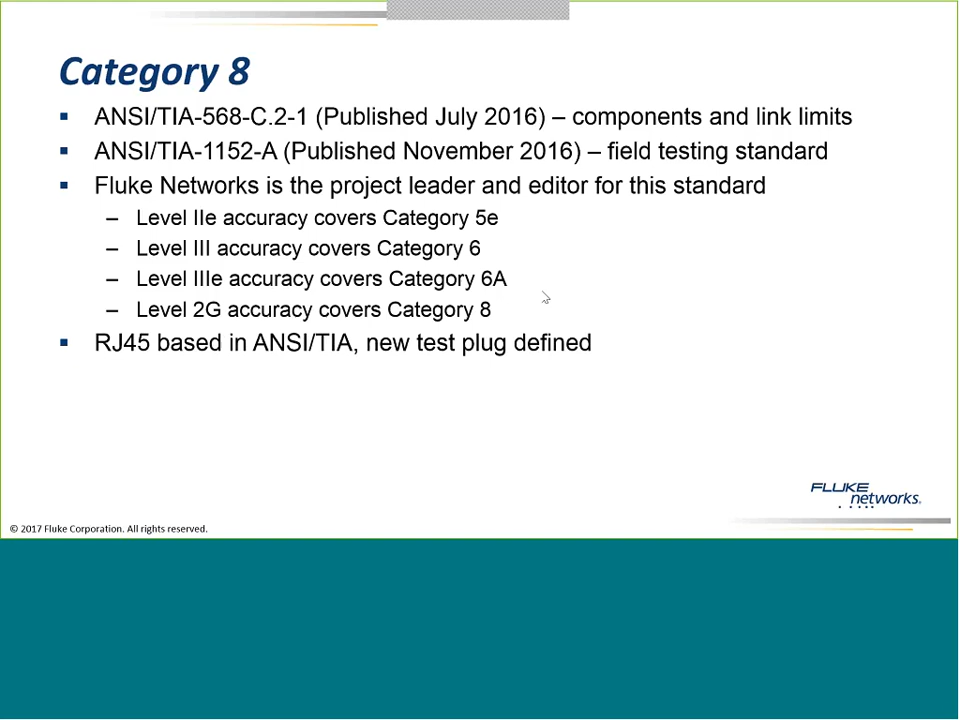 Category 8
▪ ANSI/TIA-568-C.2-1 (Published July 2016) – components and link limits
▪ ANSI/TIA-1152-A (Published November 2016) – field testing standard
▪ Fluke Networks is the project leader and editor for this standard
– Level IIe accuracy covers Category 5e
– Level III accuracy covers Category 6
– Level IIIe accuracy covers Category 6A
– Level 2G accuracy covers Category 8
▪ RJ45 based in ANSI/TIA, new test plug defined
FLUKE
networks.
© 2017 Fluke Corporation. All rights reserved.